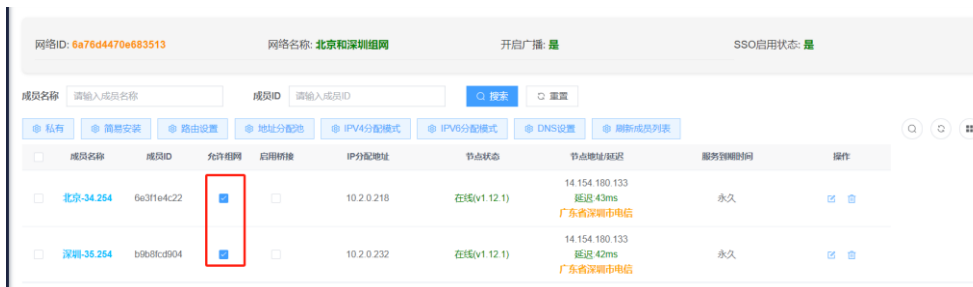 网络ID: 6a76d4470e683513 网络名称: 北京和深圳组网 开启广播: 是 SSO启用状态: 是
成员名称 请输入成员名称 成员ID 请输入成员ID 搜索 重置
私有 简易安装 路由设置 地址分配池 IPV4分配模式 IPV6分配模式 DNS设置 刷新成员列表
成员名称 成员ID 允许组网 启用桥接 IP分配地址 节点状态 节点地址/延迟 服务到期时间 操作
北京-34.254 6e3f1e4c22 10.2.0.218 在线(v1.12.1) 14.154.180.133 永久
延迟:43ms
广东省深圳市电信
深圳-35.254 b9b8fcd904 10.2.0.232 在线(v1.12.1) 14.154.180.133 永久
延迟:42ms
广东省深圳市电信